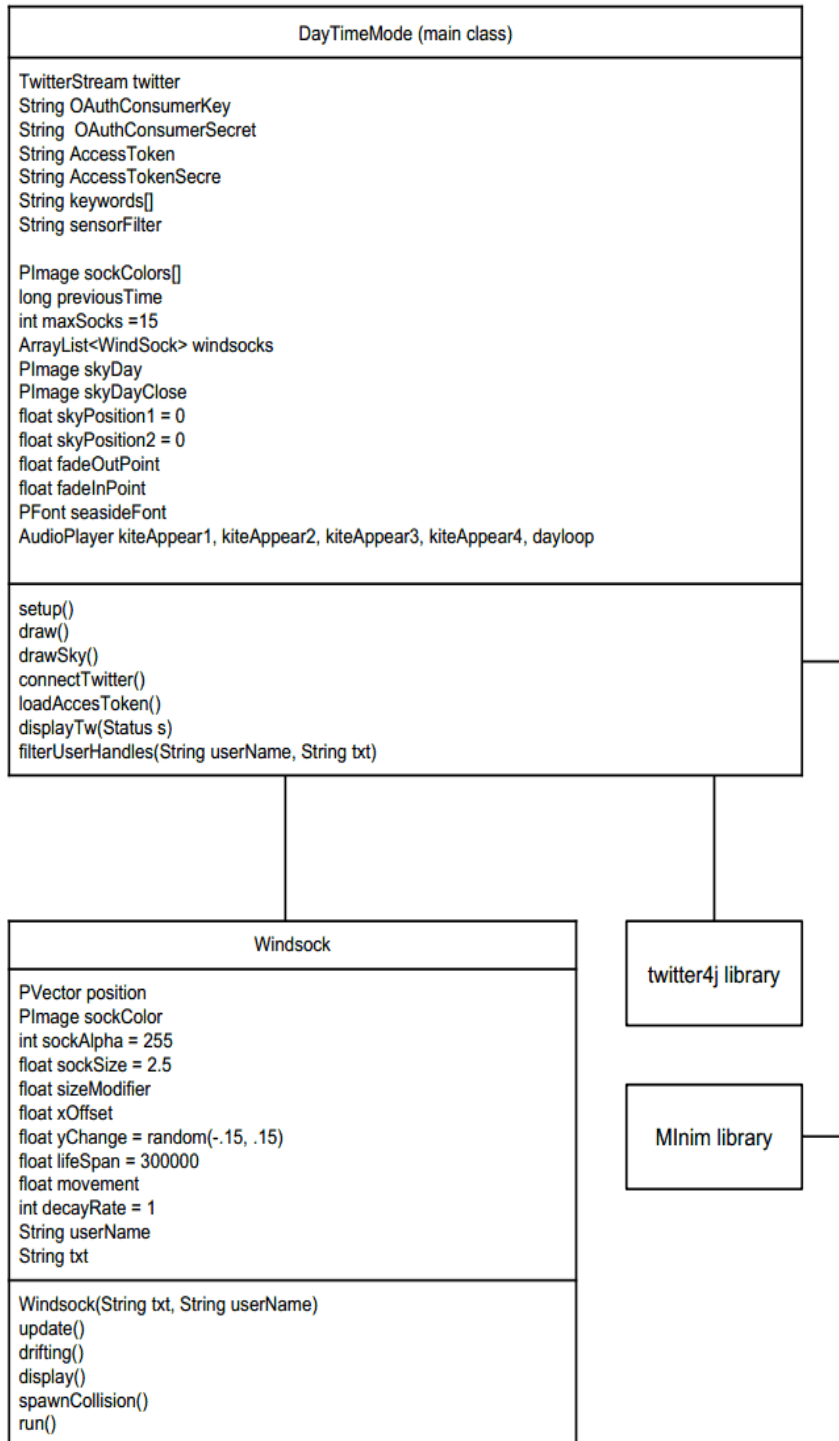 DayTimeMode (main class)
TwitterStream twitter
String OAuthConsumerKey
String OAuthConsumerSecret
String AccessToken
String AccessTokenSecre
String keywords[]
String sensorFilter
PImage sockColors[]
long previousTime
int maxSocks =15
ArrayList<WindSock> windsocks
PImage skyDay
PImage skyDayClose
float skyPosition1 = 0
float skyPosition2 = 0
float fadeOutPoint
float fadeInPoint
PFont seasideFont
AudioPlayer kiteAppear1, kiteAppear2, kiteAppear3, kiteAppear4, dayloop
setup()
draw()
drawSky()
connectTwitter()
loadAccesToken()
displayTw(Status s)
filterUserHandles(String userName, String txt)
Windsock
PVector position
PImage sockColor
int sockAlpha = 255
float sockSize = 2.5
float sizeModifier
float xOffset
float yChange = random(-.15, .15)
float lifeSpan = 300000
float movement
int decayRate = 1
String userName
String txt
Windsock(String txt, String userName)
update()
drifting()
display()
spawnCollision()
run()
twitter4j library
MInim library